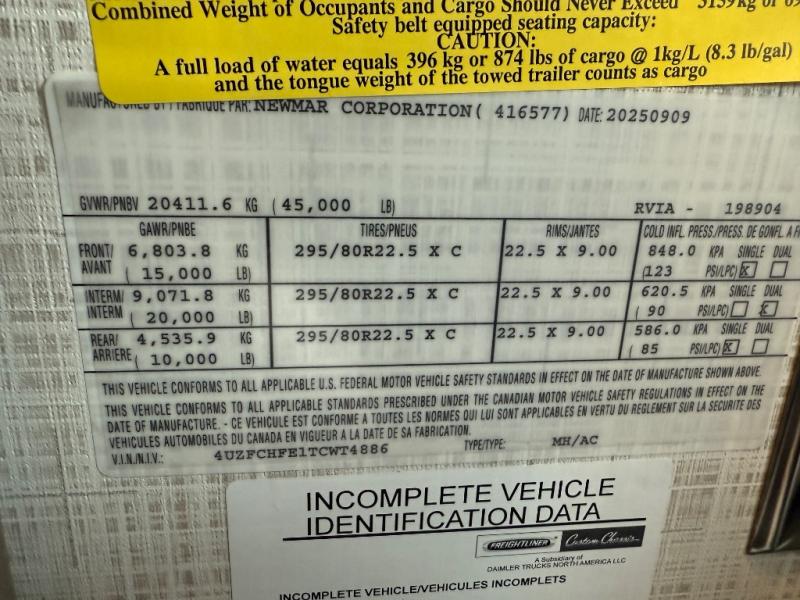 Combined Weight of Occupants and Cargo Should Never Exceed
Safety belt equipped seating capacity:
CAUTION:
A full load of water equals 396 kg or 874 lbs of cargo @ 1kg/L (8.3 lb/gal)
and the tongue weight of the towed trailer counts as cargo
PAR: NEWMAR CORPORATION( 416577) DATE: 20250909
GVWR/PNBV 20411.6 KG ( 45,000 LB)
RVIA - 198904
GAWR/PNBE TIRES/PNEUS RIMS/JANTES COLD INFL. PRESS./PRESS. DE GONFL. A
FRONT/ 6,803.8 KG 295/80R22.5 X C 22.5 X 9.00 848.0 KPA SINGLE DUAL
AVANT ( 15,000 LB) (123 PSI/LPC) X
INTERM/ 9,071.8 KG 295/80R22.5 X C 22.5 X 9.00 620.5 KPA SINGLE DUAL
INTERM ( 20,000 LB) ( 90 PSI/LPC) X
REAR/ 4,535.9 KG 295/80R22.5 X C 22.5 X 9.00 586.0 KPA SINGLE DUAL
ARRIERE ( 10,000 LB) ( 85 PSI/LPC) X
THIS VEHICLE CONFORMS TO ALL APPLICABLE U.S. FEDERAL MOTOR VEHICLE SAFETY STANDARDS IN EFFECT ON THE DATE OF MANUFACTURE SHOWN ABOVE.
THIS VEHICLE CONFORMS TO ALL APPLICABLE STANDARDS PRESCRIBED UNDER THE CANADIAN MOTOR VEHICLE SAFETY REGULATIONS IN EFFECT ON THE
DATE OF MANUFACTURE. - CE VEHICULE EST CONFORME A TOUTES LES NORMES QUI LUI SONT APPLICABLES EN VERTU DU REGLEMENT SUR LA SECURITE DES
VEHICULES AUTOMOBILES DU CANADA EN VIGUEUR A LA DATE DE SA FABRICATION.
V.I.N./N.I.V.: 4UZFCHFE1TCWT4886 TYPE/TYPE: MH/AC
INCOMPLETE VEHICLE
IDENTIFICATION DATA
FREIGHTLINER Custom Chassis
A Subsidiary of
DAIMLER TRUCKS NORTH AMERICA LLC
INCOMPLETE VEHICLE/VEHICULES INCOMPLETS